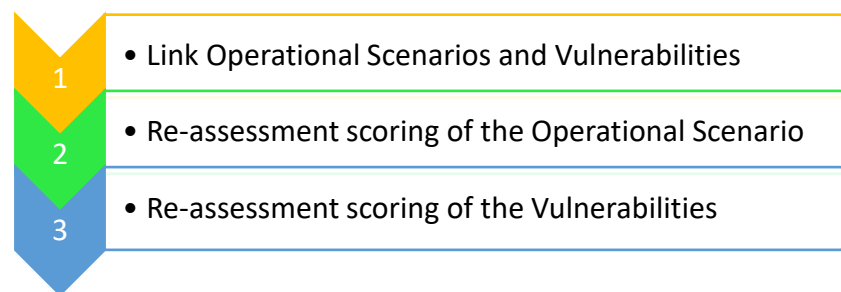 1
• Link Operational Scenarios and Vulnerabilities
2
• Re-assessment scoring of the Operational Scenario
3
• Re-assessment scoring of the Vulnerabilities